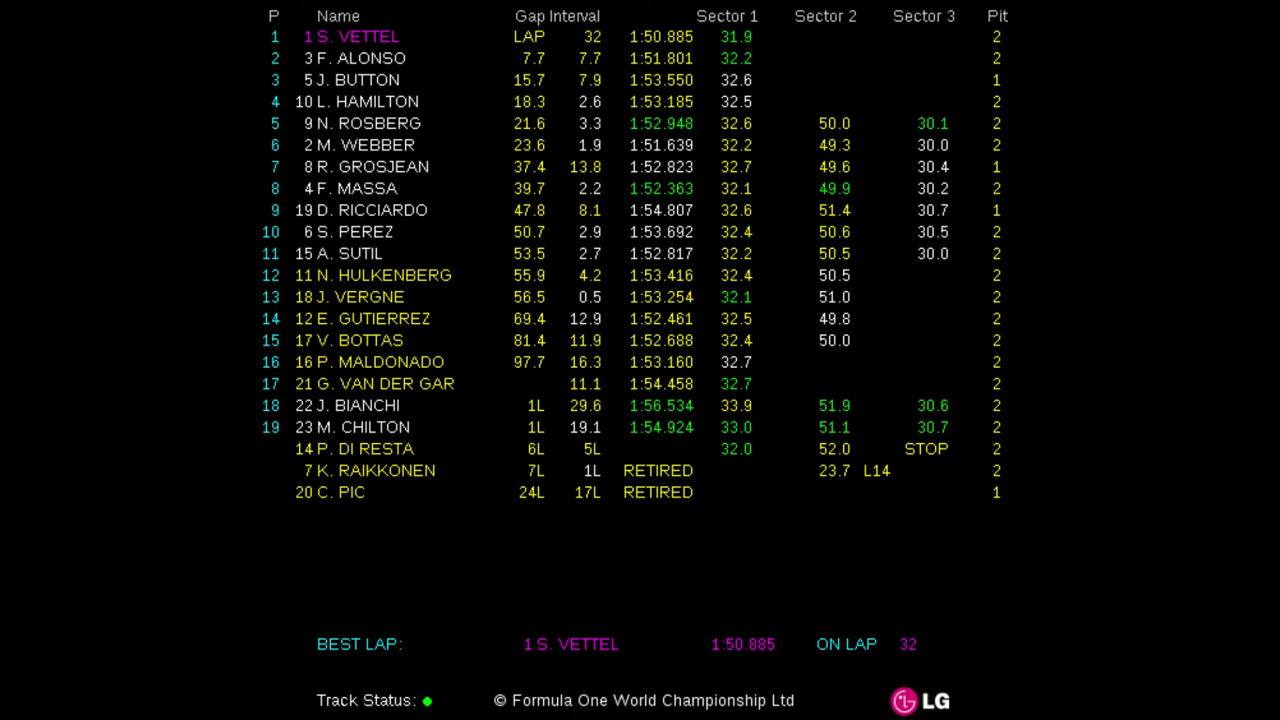 P Name Gap Interval Sector 1 Sector 2 Sector 3 Pit
1 1 S. VETTEL LAP 32 1:50.885 31.9 2
2 3 F. ALONSO 7.7 7.7 1:51.801 32.2 2
3 5 J. BUTTON 15.7 7.9 1:53.550 32.6 1
4 10 L. HAMILTON 18.3 2.6 1:53.185 32.5 2
5 9 N. ROSBERG 21.6 3.3 1:52.948 32.6 50.0 30.1 2
6 2 M. WEBBER 23.6 1.9 1:51.639 32.2 49.3 30.0 2
7 8 R. GROSJEAN 37.4 13.8 1:52.823 32.7 49.6 30.4 1
8 4 F. MASSA 39.7 2.2 1:52.363 32.1 49.9 30.2 2
9 19 D. RICCIARDO 47.8 8.1 1:54.807 32.6 51.4 30.7 1
10 6 S. PEREZ 50.7 2.9 1:53.692 32.4 50.6 30.5 2
11 15 A. SUTIL 53.5 2.7 1:52.817 32.2 50.5 30.0 2
12 11 N. HULKENBERG 55.9 4.2 1:53.416 32.4 50.5 2
13 18 J. VERGNE 56.5 0.5 1:53.254 32.1 51.0 2
14 12 E. GUTIERREZ 69.4 12.9 1:52.461 32.5 49.8 2
15 17 V. BOTTAS 81.4 11.9 1:52.688 32.4 50.0 2
16 16 P. MALDONADO 97.7 16.3 1:53.160 32.7 2
17 21 G. VAN DER GAR 11.1 1:54.458 32.7 2
18 22 J. BIANCHI 1L 29.6 1:56.534 33.9 51.9 30.6 2
19 23 M. CHILTON 1L 19.1 1:54.924 33.0 51.1 30.7 2
14 P. DI RESTA 6L 5L 32.0 52.0 STOP 2
7 K. RAIKKONEN 7L 1L RETIRED 23.7 L14 2
20 C. PIC 24L 17L RETIRED 1
BEST LAP: 1 S. VETTEL 1:50.885 ON LAP 32
Track Status: © Formula One World Championship Ltd LG